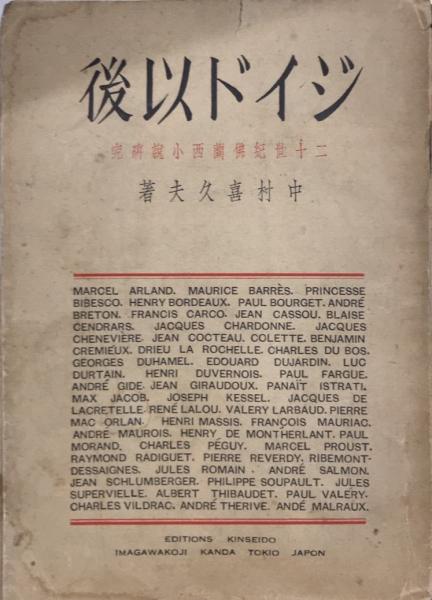 ジイド以後
二十世紀佛蘭西小說研究
中村喜久夫著
MARCEL ARLAND. MAURICE BARRÈS. PRINCESSE
BIBESCO. HENRY BORDEAUX. PAUL BOURGET. ANDRÉ
BRETON. FRANCIS CARCO. JEAN CASSOU. BLAISE
CENDRARS. JACQUES CHARDONNE. JACQUES
CHENEVIÈRE. JEAN COCTEAU. COLETTE. BENJAMIN
CREMIEUX. DRIEU LA ROCHELLE. CHARLES DU BOS.
GEORGES DUHAMEL. EDOUARD DUJARDIN. LUC
DURTAIN. HENRI DUVERNOIS. PAUL FARGUE.
ANDRÉ GIDE. JEAN GIRAUDOUX. PANAÏT ISTRATI.
MAX JACOB. JOSEPH KESSEL. JACQUES DE
LACRETELLE. RENÉ LALOU. VALERY LARBAUD. PIERRE
MAC ORLAN. HENRI MASSIS. FRANÇOIS MAURIAC.
ANDRE MAUROIS. HENRY DE MONTHERLANT. PAUL
MORAND. CHARLES PÉGUY. MARCEL PROUST.
RAYMOND RADIGUET. PIERRE REVERDY. RIBEMONT-
DESSAIGNES. JULES ROMAIN. ANDRÉ SALMON.
JEAN SCHLUMBERGER. PHILIPPE SOUPAULT. JULES
SUPERVIELLE. ALBERT THIBAUDET. PAUL VALERY.
CHARLES VILDRAC. ANDRÉ THERIVE. ANDÉ MALRAUX.
EDITIONS KINSEIDO
IMAGAWAKOJI KANDA TOKIO JAPON